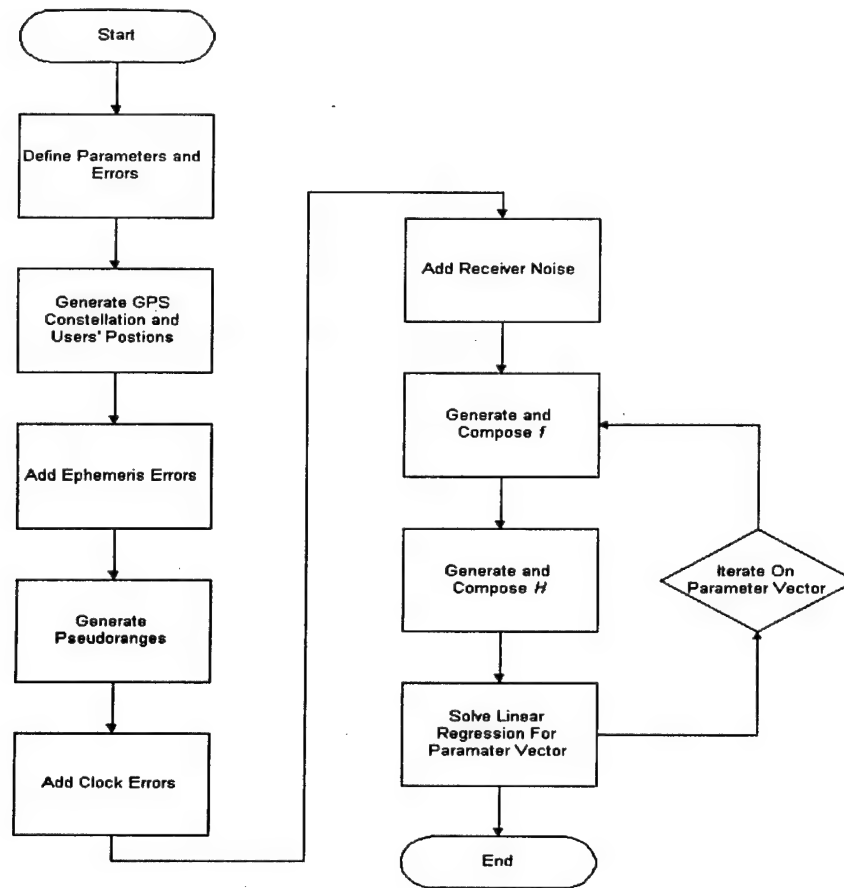 Start
Define Parameters and
Errors
Generate GPS
Constellation and
Users' Postions
Add Ephemeris Errors
Generate
Pseudoranges
Add Clock Errors
Add Receiver Noise
Generate and
Compose f
Generate and
Compose H
Solve Linear
Regression For
Paramater Vector
Iterate On
Parameter Vector
End